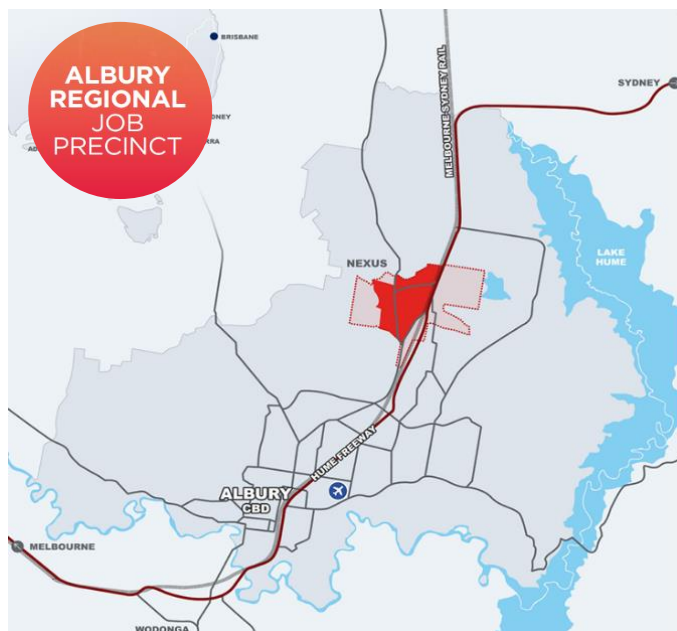 BRISBANE
ALBURY
REGIONAL
JOB
PRECINCT
MELBOURNE SYDNEY RAIL
SYDNEY
NEXUS
LAKE
HUME
HUME FREEWAY
ALBURY
CBD
MELBOURNE
WODONGA